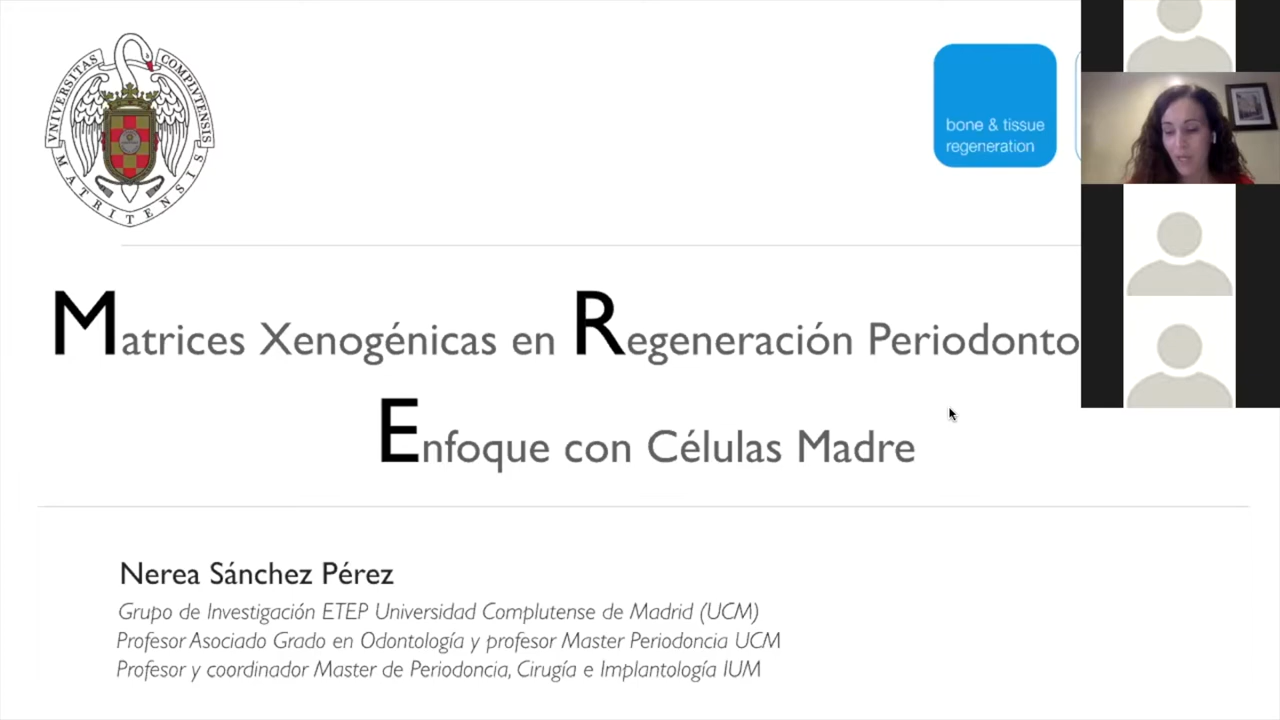 VNIVERSITAS COMPLVTENSIS
MATRITENSIS
bone & tissue
regeneration
Matrices Xenogénicas en Regeneración Periodonto
Enfoque con Células Madre
Nerea Sánchez Pérez
Grupo de Investigación ETEP Universidad Complutense de Madrid (UCM)
Profesor Asociado Grado en Odontología y profesor Master Periodoncia UCM
Profesor y coordinador Master de Periodoncia, Cirugía e Implantología IUM